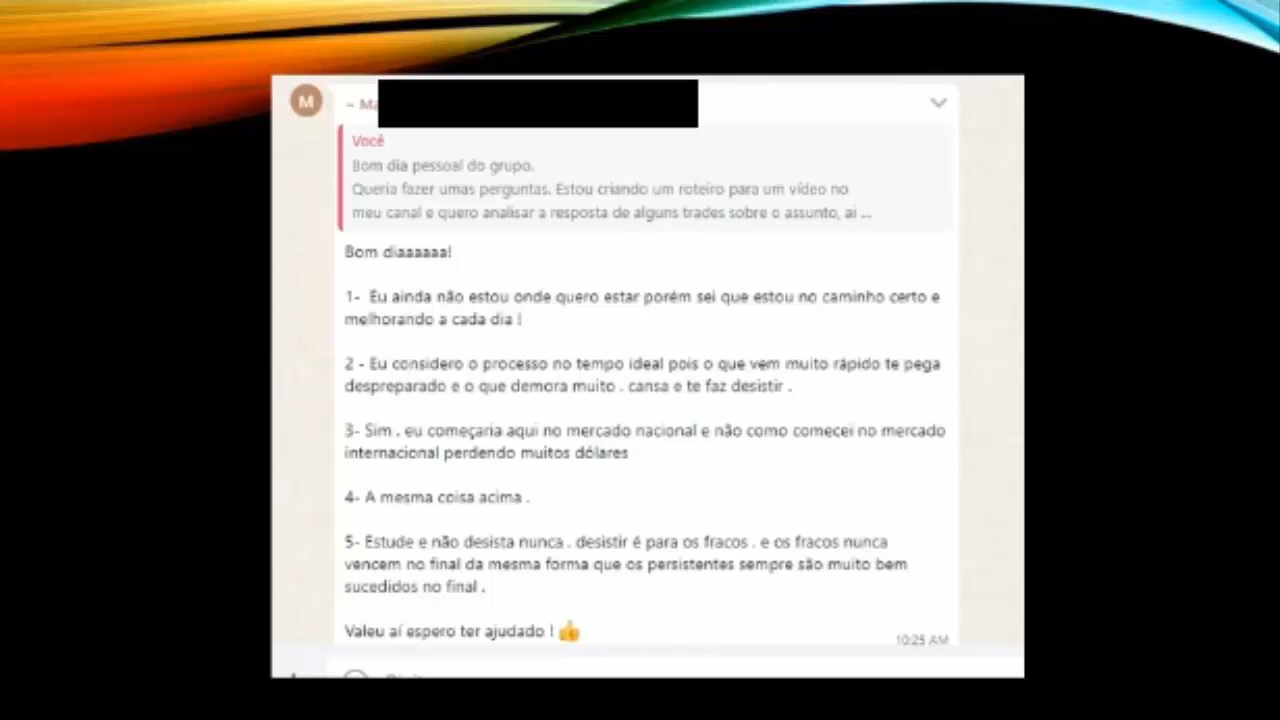 M
~ Ma
Você
Bom dia pessoal do grupo.
Queria fazer umas perguntas. Estou criando um roteiro para um vídeo no
meu canal e quero analisar a resposta de alguns trades sobre o assunto, ai ...
Bom diaaaaaa!
1- Eu ainda não estou onde quero estar porém sei que estou no caminho certo e
melhorando a cada dia !
2 - Eu considero o processo no tempo ideal pois o que vem muito rápido te pega
despreparado e o que demora muito . cansa e te faz desistir .
3- Sim . eu começaria aqui no mercado nacional e não como comecei no mercado
internacional perdendo muitos dólares
4- A mesma coisa acima .
5- Estude e não desista nunca . desistir é para os fracos . e os fracos nunca
vencem no final da mesma forma que os persistentes sempre são muito bem
sucedidos no final .
Valeu aí espero ter ajudado ! 👍
10:25 AM